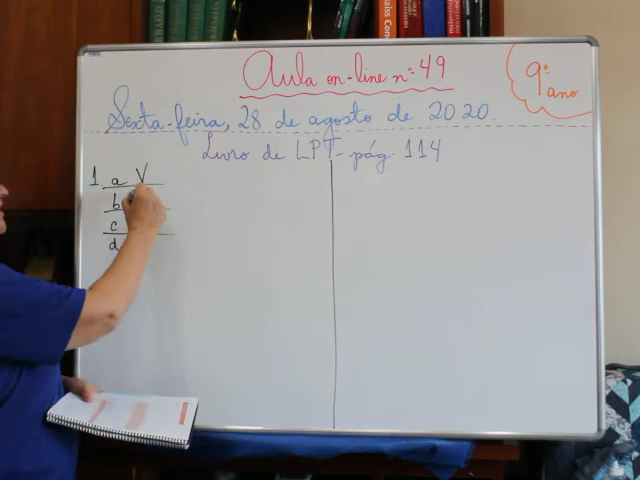 Aula on-line nº 49
9º ano
Sexta-feira, 28 de agosto de 2020.
Livro de LPT - pág. 114
1 a V
b
c
d